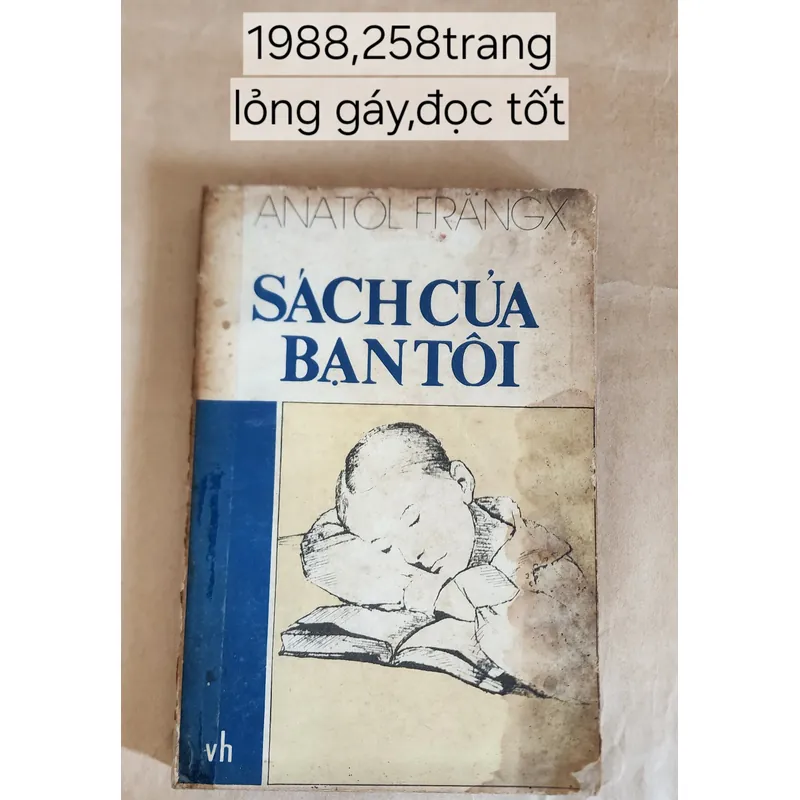 1988,258trang
lỏng gáy,đọc tốt
ANATÔL FRĂNGX
SÁCH CỦA
BẠN TÔI
vh